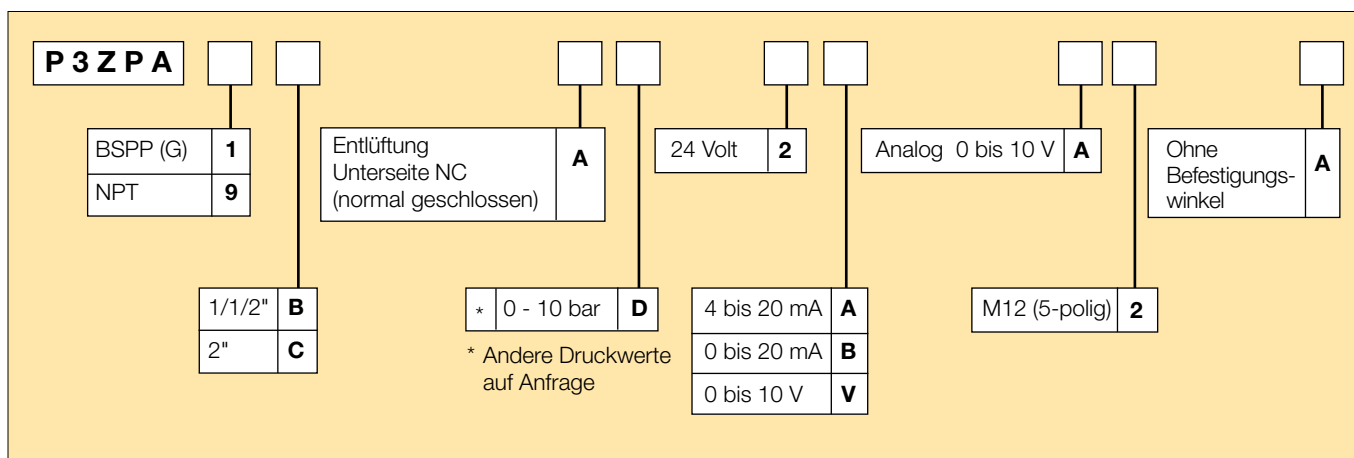 P 3 Z P A
BSPP (G) 1
NPT 9
Entlüftung
Unterseite NC
(normal geschlossen)
A
24 Volt 2
Analog 0 bis 10 V A
Ohne
Befestigungs-
winkel
A
1/1/2" B
2" C
* 0 - 10 bar D
* Andere Druckwerte
auf Anfrage
4 bis 20 mA A
0 bis 20 mA B
0 bis 10 V V
M12 (5-polig) 2